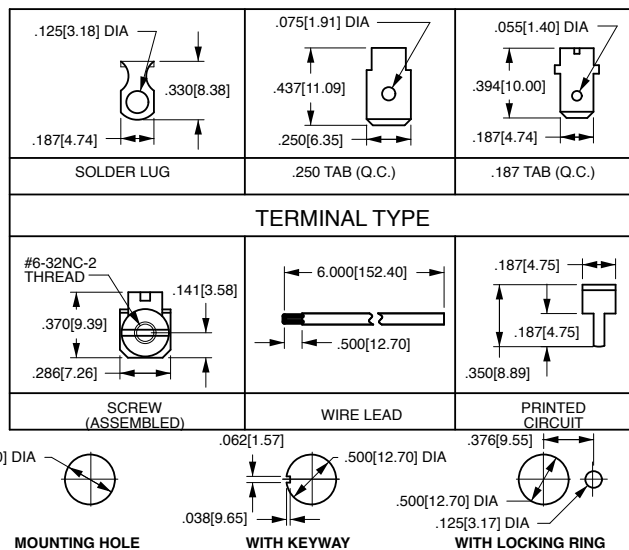 .125[3.18] DIA
.330[8.38]
.187[4.74]
SOLDER LUG
.075[1.91] DIA
.437[11.09]
.250[6.35]
.250 TAB (Q.C.)
.055[1.40] DIA
.394[10.00]
.187[4.74]
.187 TAB (Q.C.)
TERMINAL TYPE
#6-32NC-2
THREAD
.141[3.58]
.370[9.39]
.286[7.26]
SCREW
(ASSEMBLED)
6.000[152.40]
.500[12.70]
WIRE LEAD
.187[4.75]
.187[4.75]
.350[8.89]
PRINTED
CIRCUIT
0] DIA
MOUNTING HOLE
.062[1.57]
.500[12.70] DIA
.038[9.65]
WITH KEYWAY
.376[9.55]
.500[12.70] DIA
.125[3.17] DIA
WITH LOCKING RING